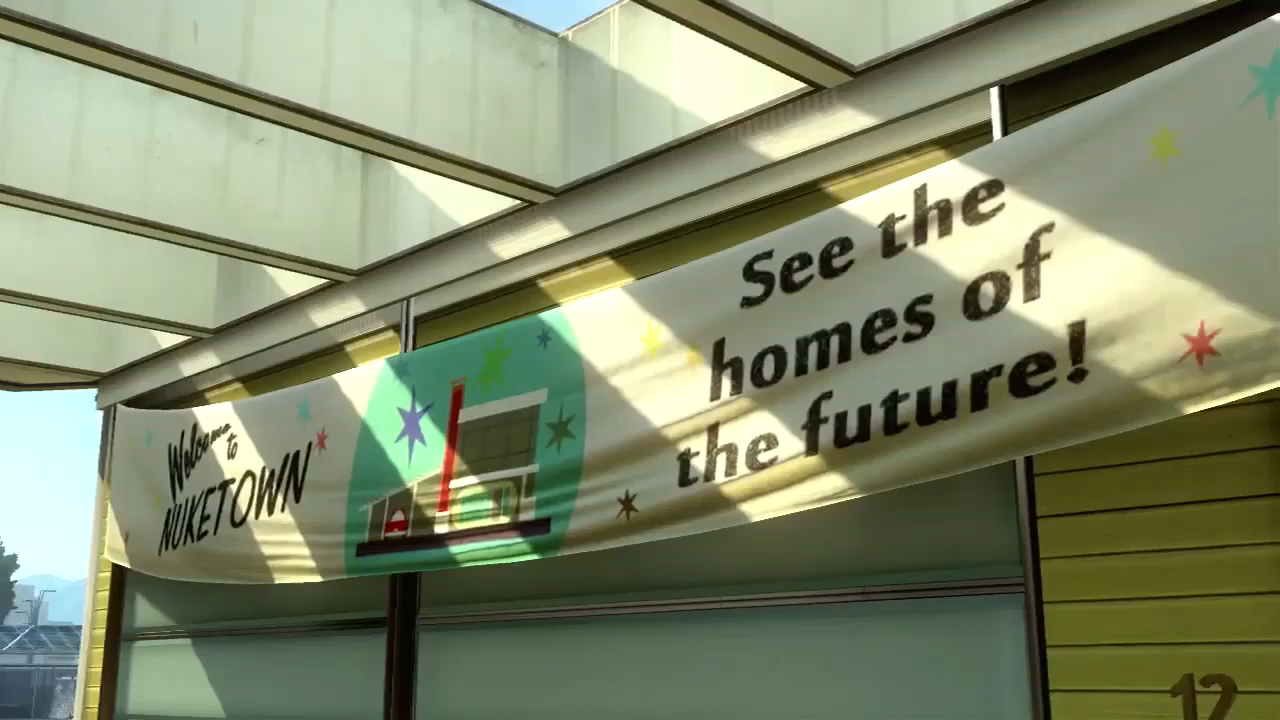 Welcome
to
NUKETOWN
See the
homes of
the future!
12